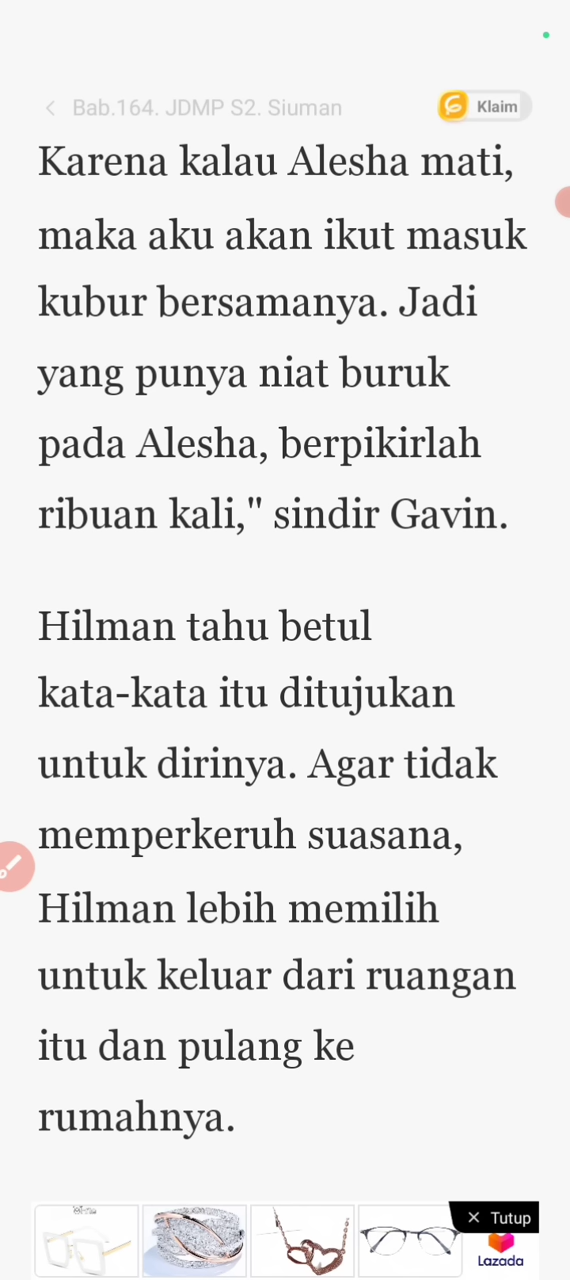 Bab.164. JDMP S2. Siuman
Klaim
Karena kalau Alesha mati,
maka aku akan ikut masuk
kubur bersamanya. Jadi
yang punya niat buruk
pada Alesha, berpikirlah
ribuan kali," sindir Gavin.
Hilman tahu betul
kata-kata itu ditujukan
untuk dirinya. Agar tidak
memperkeruh suasana,
Hilman lebih memilih
untuk keluar dari ruangan
itu dan pulang ke
rumahnya.
× Tutup
Lazada